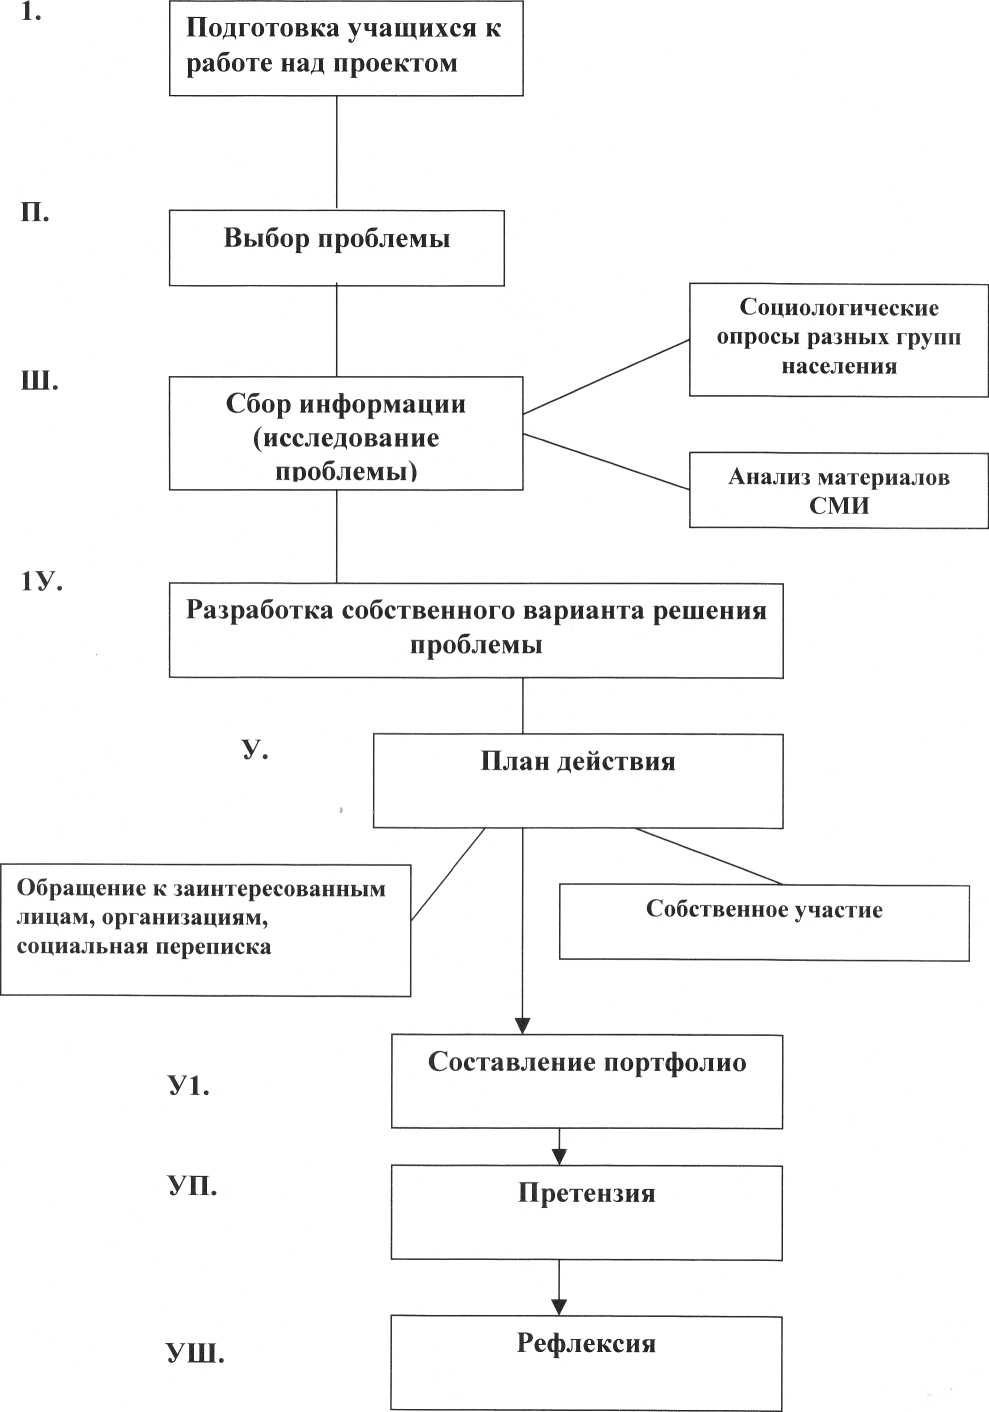 1.
Подготовка учащихся к
работе над проектом
П.
Выбор проблемы
Социологические
опросы разных групп
населения
Ш.
Сбор информации
(исследование
проблемы)
Анализ материалов
СМИ
1У.
Разработка собственного варианта решения
проблемы
У.
План действия
Обращение к заинтересованным
лицам, организациям,
социальная переписка
Собственное участие
У1.
Составление портфолио
УП.
Претензия
УШ.
Рефлексия